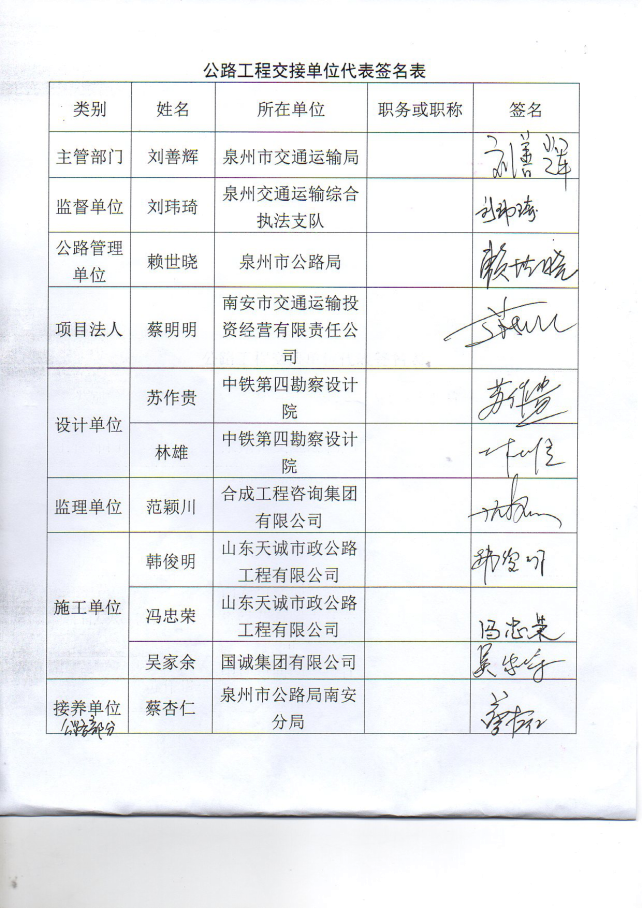 公路工程交接单位代表签名表
类别 姓名 所在单位 职务或职称 签名
主管部门 刘善辉 泉州市交通运输局 刘善辉
监督单位 刘玮琦 泉州交通运输综合
执法支队 刘玮琦
公路管理
单位 赖世晓 泉州市公路局 赖世晓
项目法人 蔡明明 南安市交通运输投
资经营有限责任公
司
设计单位 苏作贵 中铁第四勘察设计
院 苏作贵
林雄 中铁第四勘察设计
院 林雄
监理单位 范颖川 合成工程咨询集团
有限公司
施工单位 韩俊明 山东天诚市政公路
工程有限公司 韩俊明
冯忠荣 山东天诚市政公路
工程有限公司 冯忠荣
吴家余 国诚集团有限公司 吴家余
接养单位 蔡杏仁 泉州市公路局南安
分局 蔡杏仁
公路部分